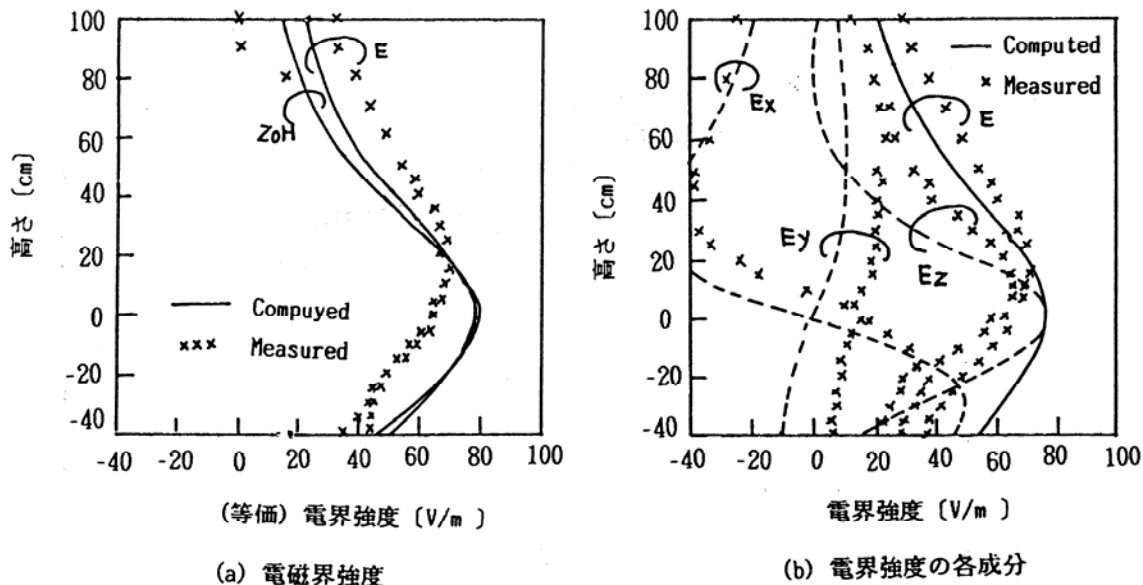 100
80
60
40
20
0
-20
-40
高さ〔cm〕
E
ZoH
Compuyed
××× Measured
-40 -20 0 20 40 60 80 100
(等価) 電界強度〔V/m〕
(a) 電磁界強度
100
80
60
40
20
0
-20
-40
高さ〔cm〕
Computed
× Measured
Ex
E
Ey
Ez
-40 -20 0 20 40 60 80 100
電界強度〔V/m〕
(b) 電界強度の各成分